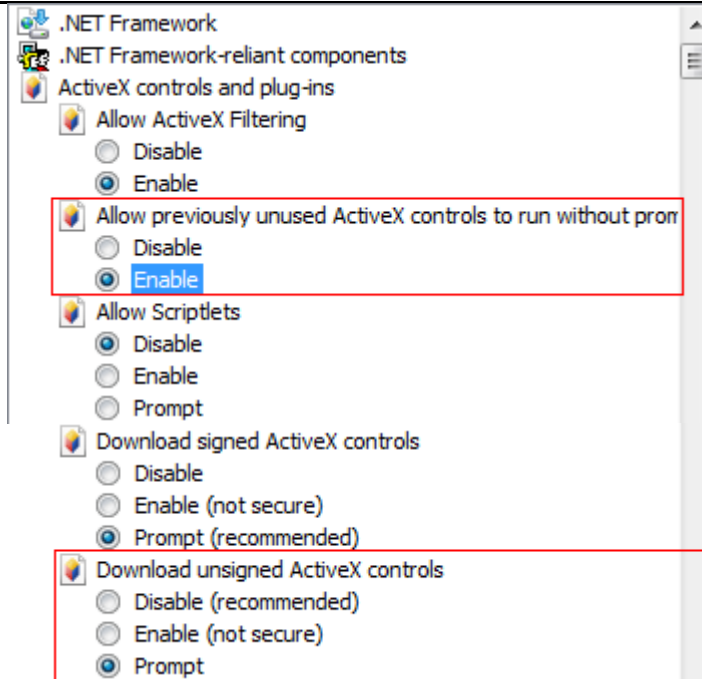 .NET Framework
.NET Framework-reliant components
ActiveX controls and plug-ins
Allow ActiveX Filtering
Disable
Enable
Allow previously unused ActiveX controls to run without prom
Disable
Enable
Allow Scriptlets
Disable
Enable
Prompt
Download signed ActiveX controls
Disable
Enable (not secure)
Prompt (recommended)
Download unsigned ActiveX controls
Disable (recommended)
Enable (not secure)
Prompt